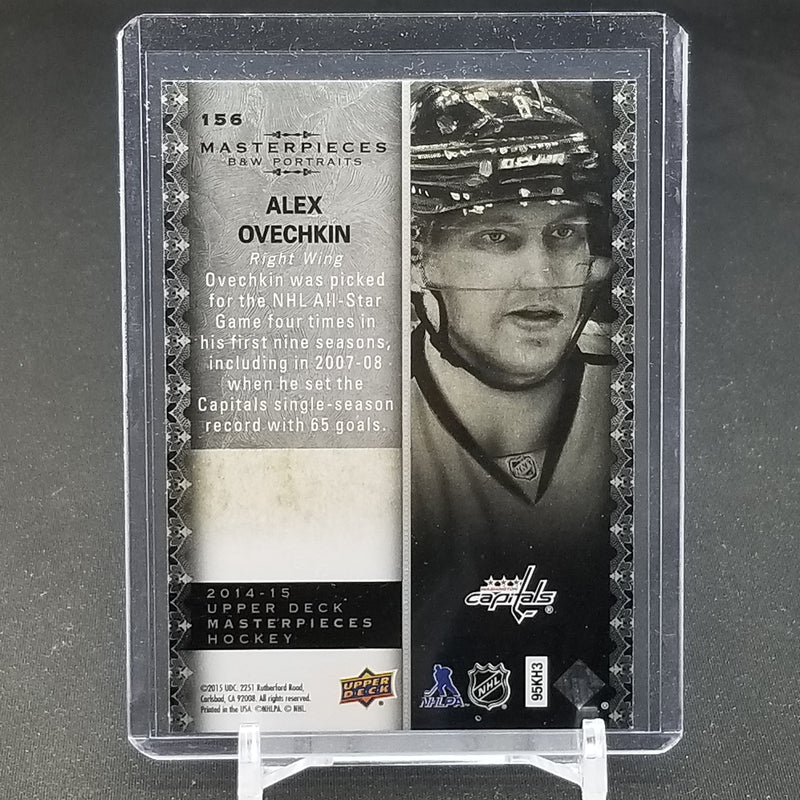 156
MASTERPIECES
B&W PORTRAITS
ALEX
OVECHKIN
Right Wing
Ovechkin was picked
for the NHL All-Star
Game four times in
his first nine seasons,
including in 2007-08
when he set the
Capitals single-season
record with 65 goals.
2014-15
UPPER DECK
MASTERPIECES
HOCKEY
©2015 UDC. 2251 Rutherford Road,
Carlsbad, CA 92008. All rights reserved.
Printed in the USA. ©NHLPA. © NHL.
UPPER
DECK
8
NHL
WASHINGTON
capitals®
NHLPA
NHL
95KH3
®